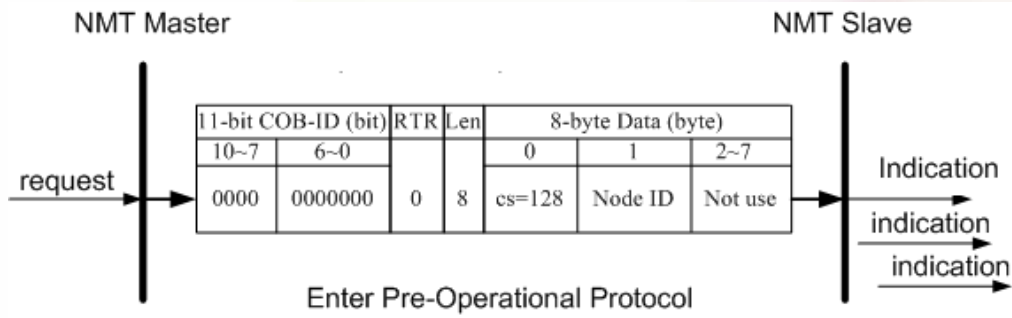 NMT Master NMT Slave
11-bit COB-ID (bit) RTR Len 8-byte Data (byte)
10~7 6~0 0 1 2~7
request 0000 0000000 0 8 cs=128 Node ID Not use Indication
indication
indication
Enter Pre-Operational Protocol